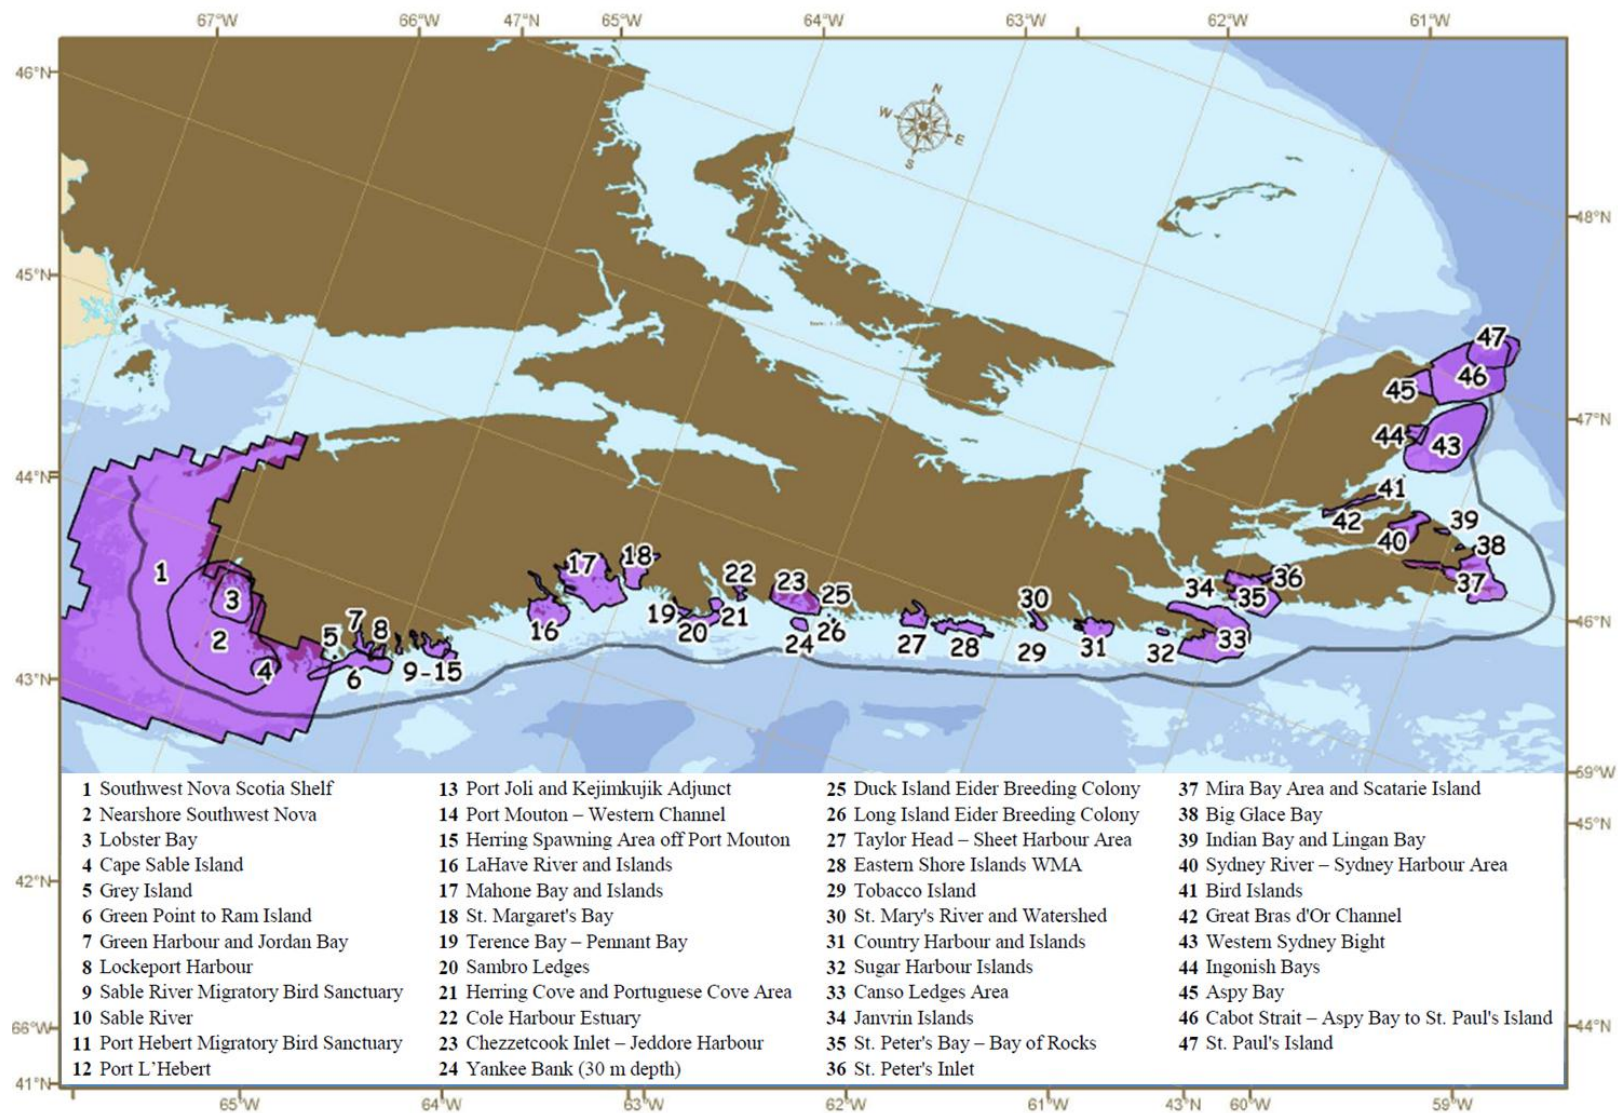 67°W 66°W 47°N 65°W 64°W 63°W 62°W 61°W
46°N
N
W E
S
48°N
45°N
47
46
45
47°N
44
43
44°N
41
42
39
40
38
17 18
22
23
1
34 36
37
3
25
35
30
19
21
16
20
26
24
27
28
31
33
46°N
7
8
5
2
29
32
4
9-15
6
43°N
59°W
1 Southwest Nova Scotia Shelf
2 Nearshore Southwest Nova
3 Lobster Bay
4 Cape Sable Island
5 Grey Island
6 Green Point to Ram Island
7 Green Harbour and Jordan Bay
8 Lockeport Harbour
9 Sable River Migratory Bird Sanctuary
10 Sable River
11 Port Hebert Migratory Bird Sanctuary
12 Port L’Hebert
13 Port Joli and Kejimkujik Adjunct
14 Port Mouton – Western Channel
15 Herring Spawning Area off Port Mouton
16 LaHave River and Islands
17 Mahone Bay and Islands
18 St. Margaret's Bay
19 Terence Bay – Pennant Bay
20 Sambro Ledges
21 Herring Cove and Portuguese Cove Area
22 Cole Harbour Estuary
23 Chezzetcook Inlet – Jeddore Harbour
24 Yankee Bank (30 m depth)
25 Duck Island Eider Breeding Colony
26 Long Island Eider Breeding Colony
27 Taylor Head – Sheet Harbour Area
28 Eastern Shore Islands WMA
29 Tobacco Island
30 St. Mary's River and Watershed
31 Country Harbour and Islands
32 Sugar Harbour Islands
33 Canso Ledges Area
34 Janvrin Islands
35 St. Peter's Bay – Bay of Rocks
36 St. Peter's Inlet
37 Mira Bay Area and Scatarie Island
38 Big Glace Bay
39 Indian Bay and Lingan Bay
40 Sydney River – Sydney Harbour Area
41 Bird Islands
42 Great Bras d'Or Channel
43 Western Sydney Bight
44 Ingonish Bays
45 Aspy Bay
46 Cabot Strait – Aspy Bay to St. Paul's Island
47 St. Paul's Island
45°N
42°N
66°W
44°N
41°N
65°W 64°W 63°W 62°W 61°W 43°N 60°W 59°W